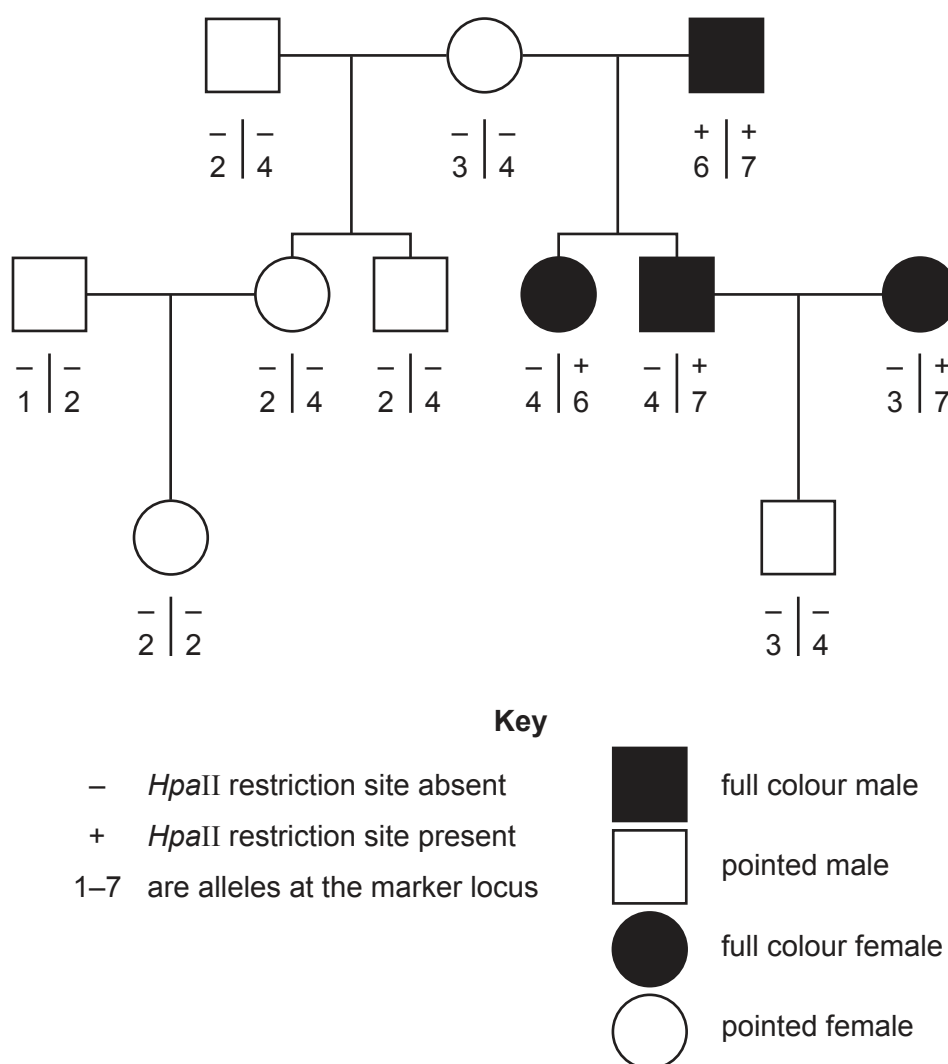 – | – – | – + | +
2 | 4 3 | 4 6 | 7
– | – – | – – | – – | + – | + – | +
1 | 2 2 | 4 2 | 4 4 | 6 4 | 7 3 | 7
– | – – | –
2 | 2 3 | 4
Key
– HpaII restriction site absent
+ HpaII restriction site present
1–7 are alleles at the marker locus
full colour male
pointed male
full colour female
pointed female